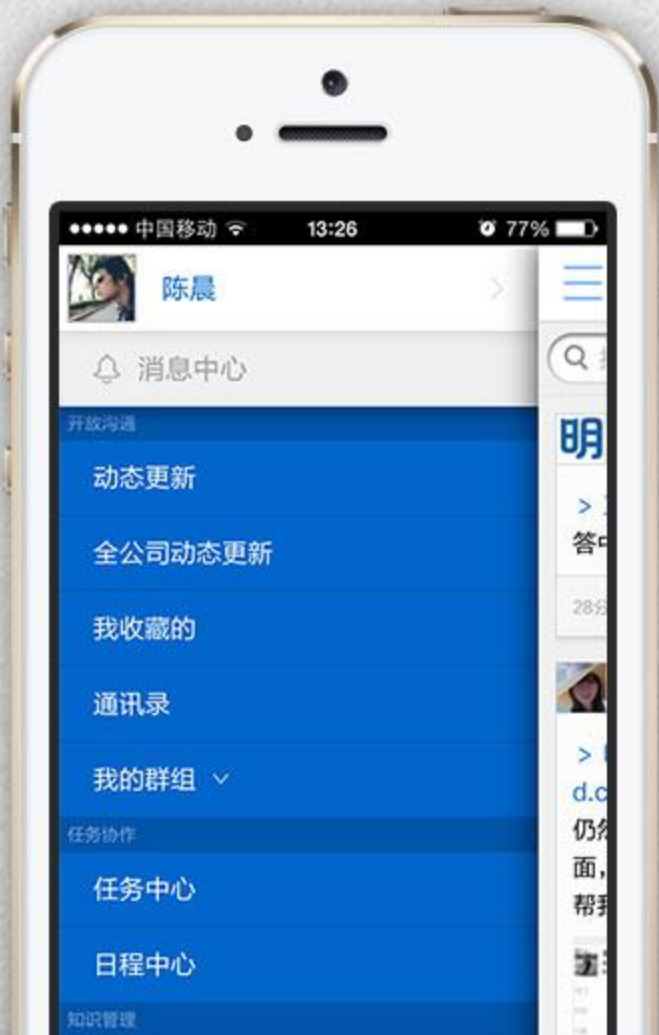 中国移动 13:26 77%
陈晨
消息中心
开放沟通
动态更新
全公司动态更新
我收藏的
通讯录
我的群组
任务协作
任务中心
日程中心
知识管理
明
>
答
28分
>
d.c
仍然
面，
帮我